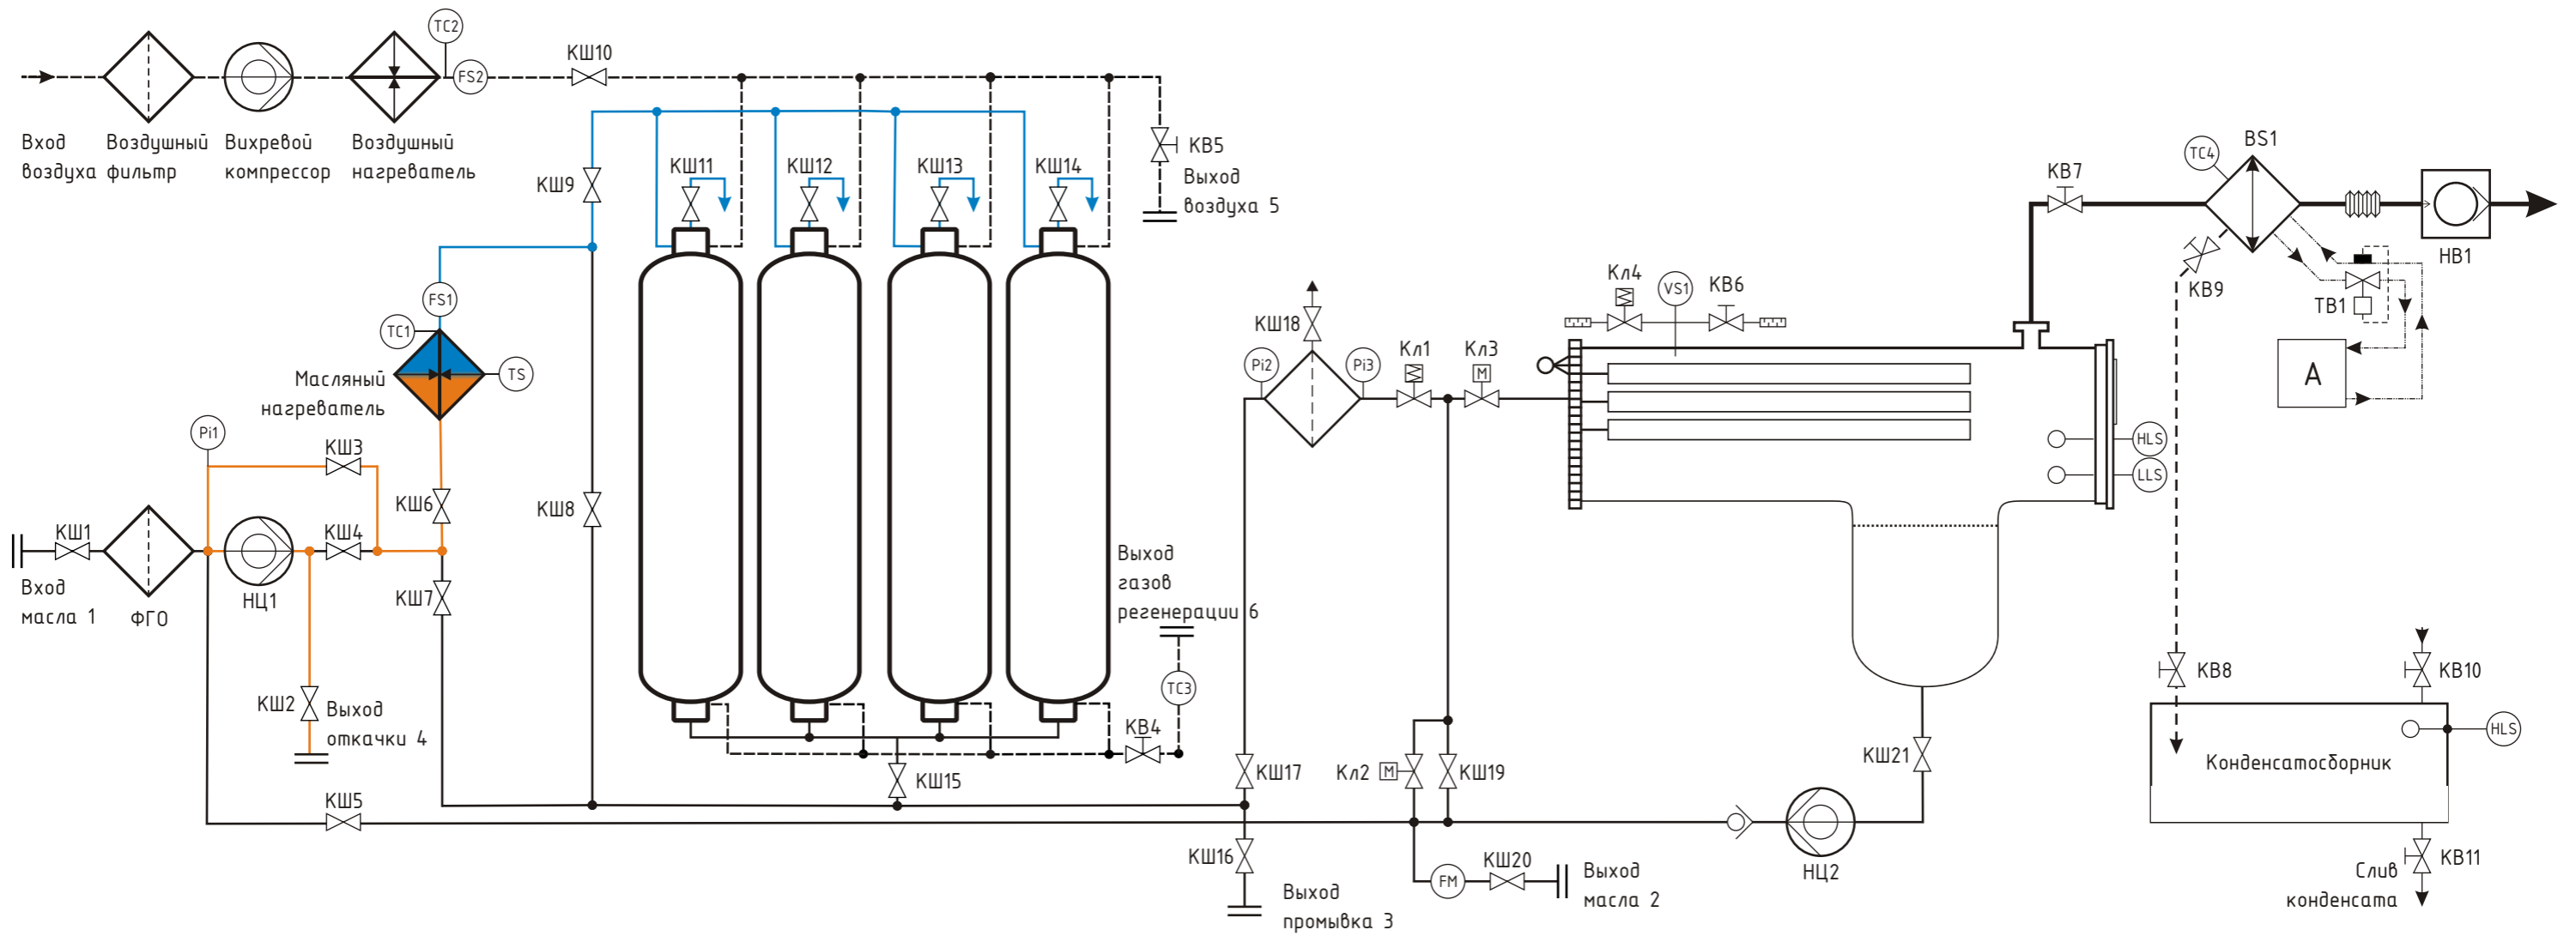 TC2
FS2
КШ10
Вход
воздуха
Воздушный
фильтр
Вихревой
компрессор
Воздушный
нагреватель
КВ5
Выход
воздуха 5
КШ9
КШ11
КШ12
КШ13
КШ14
FS1
TC1
TS
Масляный
нагреватель
Pi1
КШ3
КШ6
КШ8
КШ1
КШ4
Вход
масла 1
ФГО
НЦ1
КШ7
КШ2
Выход
откачки 4
КШ5
Выход
газов
регенерации 6
TC3
КВ4
КШ15
КШ17
КШ16
Выход
промывка 3
КШ18
Pi2
Pi3
Кл1
Кл3
M
Кл4
VS1
КВ6
HLS
LLS
Кл2
M
КШ19
FM
КШ20
Выход
масла 2
НЦ2
КШ21
КВ7
TC4
BS1
НВ1
КВ9
ТВ1
А
КВ8
КВ10
HLS
Конденсатосборник
КВ11
Слив
конденсата